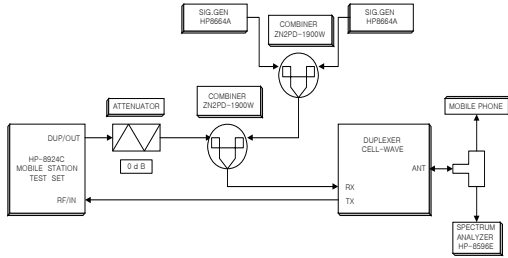 SIG.GEN
HP8664A
COMBINER
ZN2PD-1900W
SIG.GEN
HP8664A
ATTENUATOR
COMBINER
ZN2PD-1900W
MOBILE PHONE
DUP/OUT
HP-8924C
MOBILE STATION
TEST SET
RF/IN
0 d B
DUPLEXER
CELL-WAVE
ANT
RX
TX
SPECTRUM
ANALYZER
HP-8596E